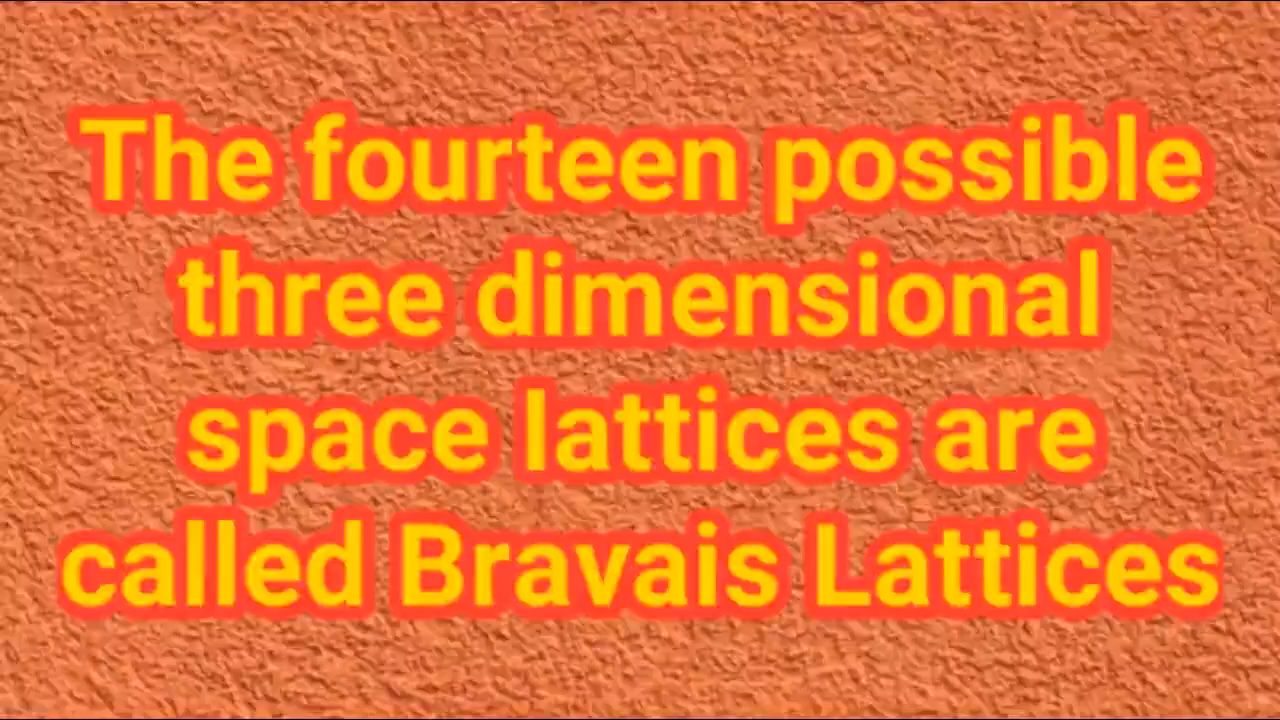 The fourteen possible
three dimensional
space lattices are
called Bravais Lattices